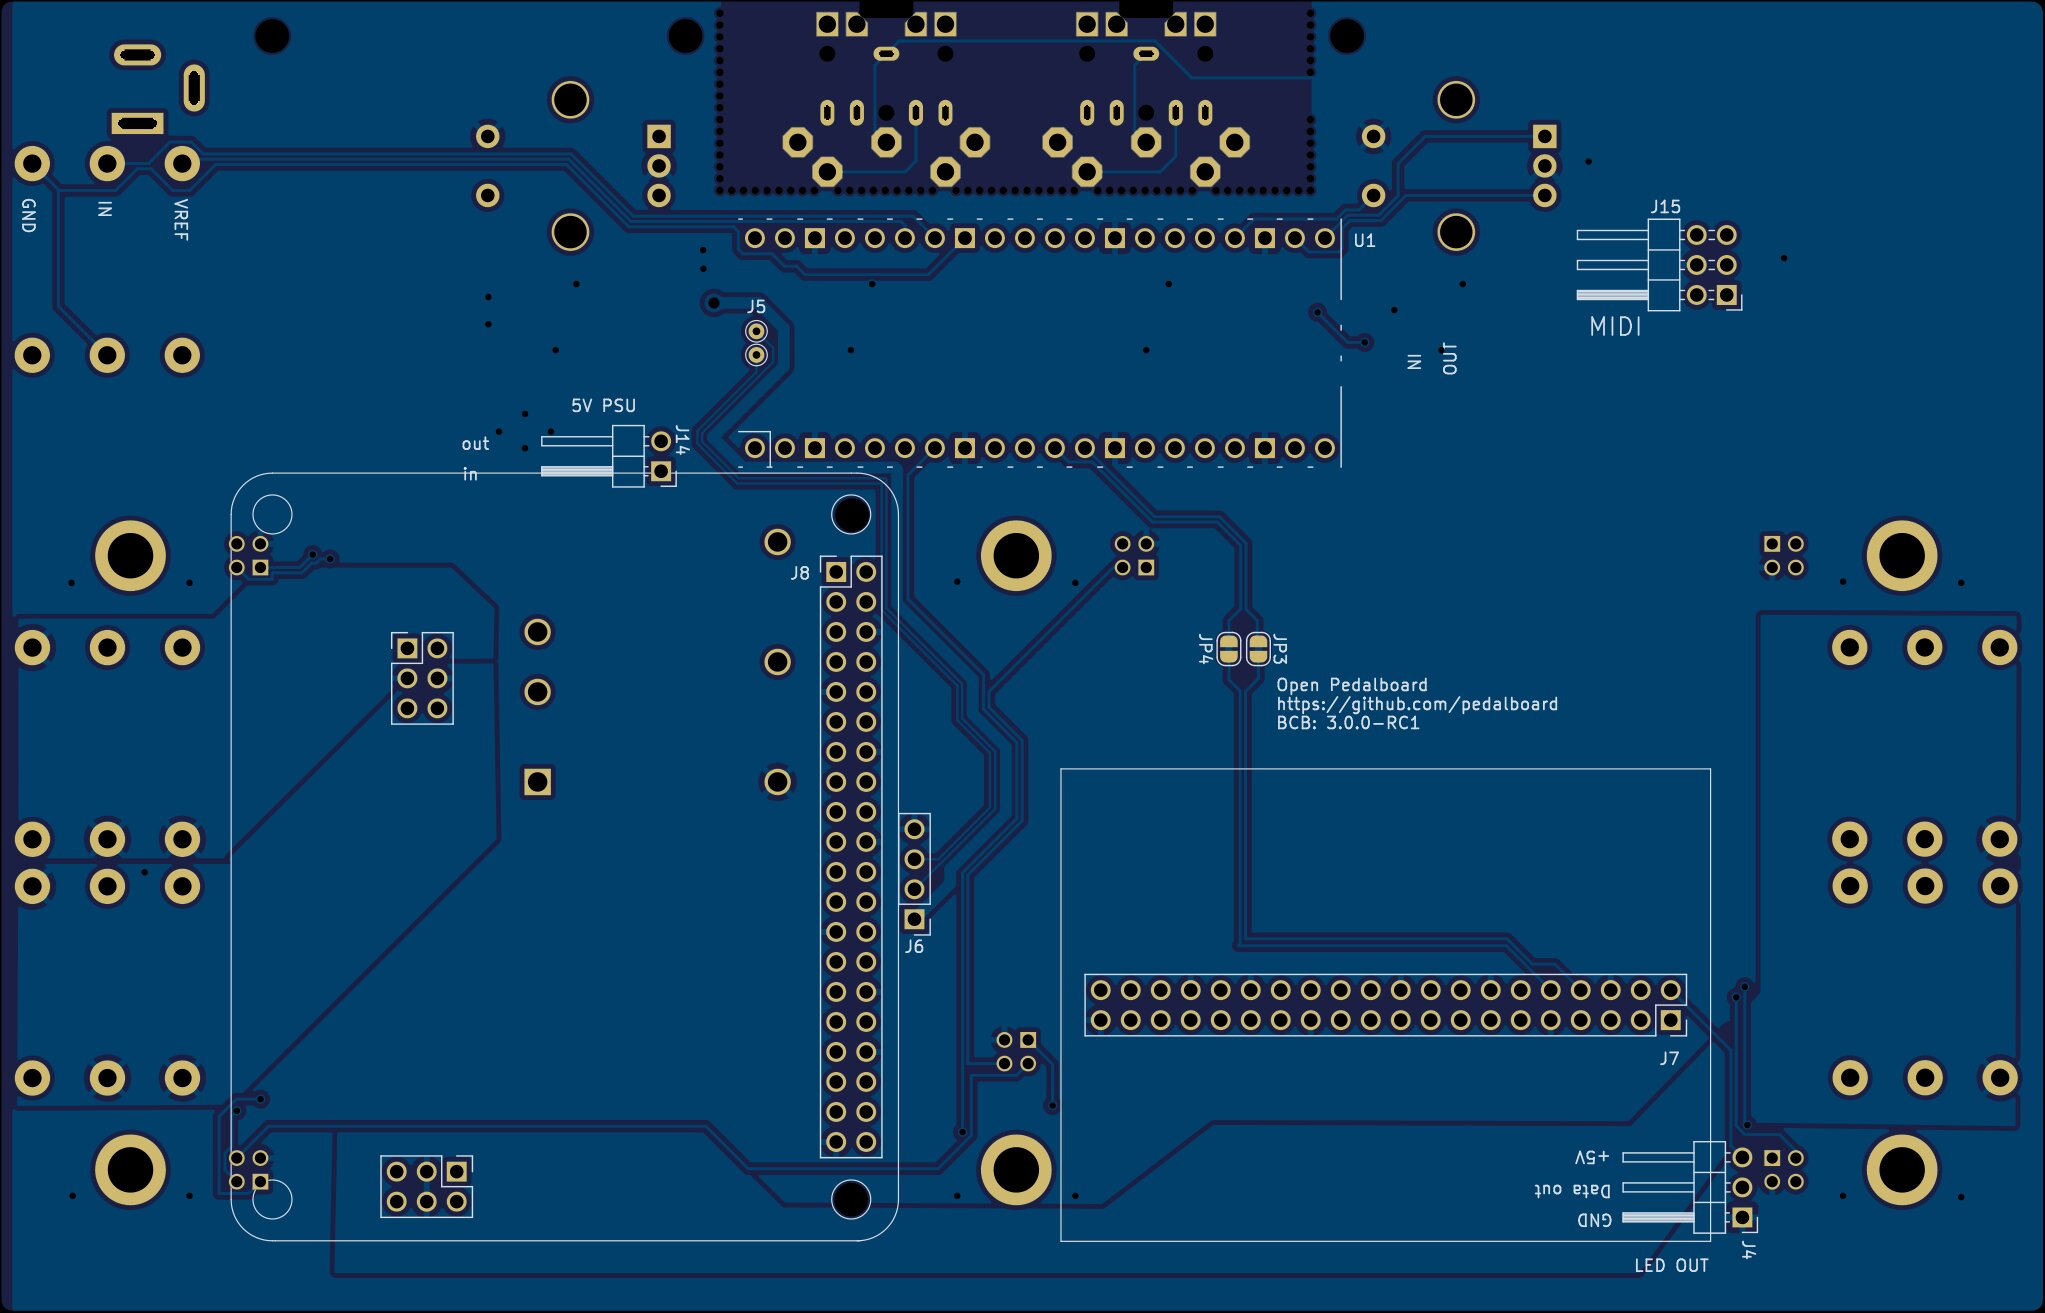 GND
IN
VREF
J15
U1
MIDI
J5
IN
OUT
5V PSU
J14
out
in
J8
JP4
JP3
Open Pedalboard
https://github.com/pedalboard
BCB: 3.0.0-RC1
J6
J7
+5V
Data out
GND
J4
LED OUT